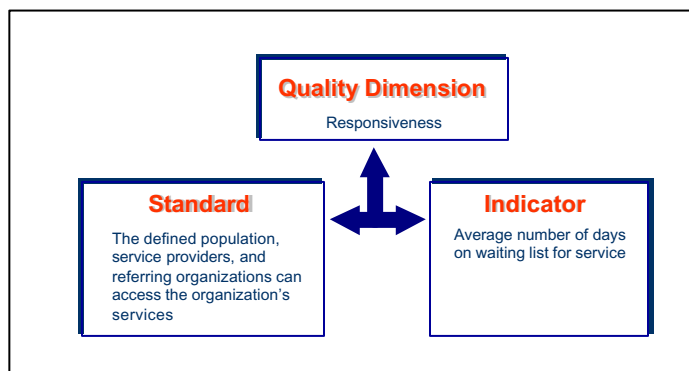 Quality Dimension
Responsiveness
Standard
The defined population,
service providers, and
referring organizations can
access the organization's
services
Indicator
Average number of days
on waiting list for service